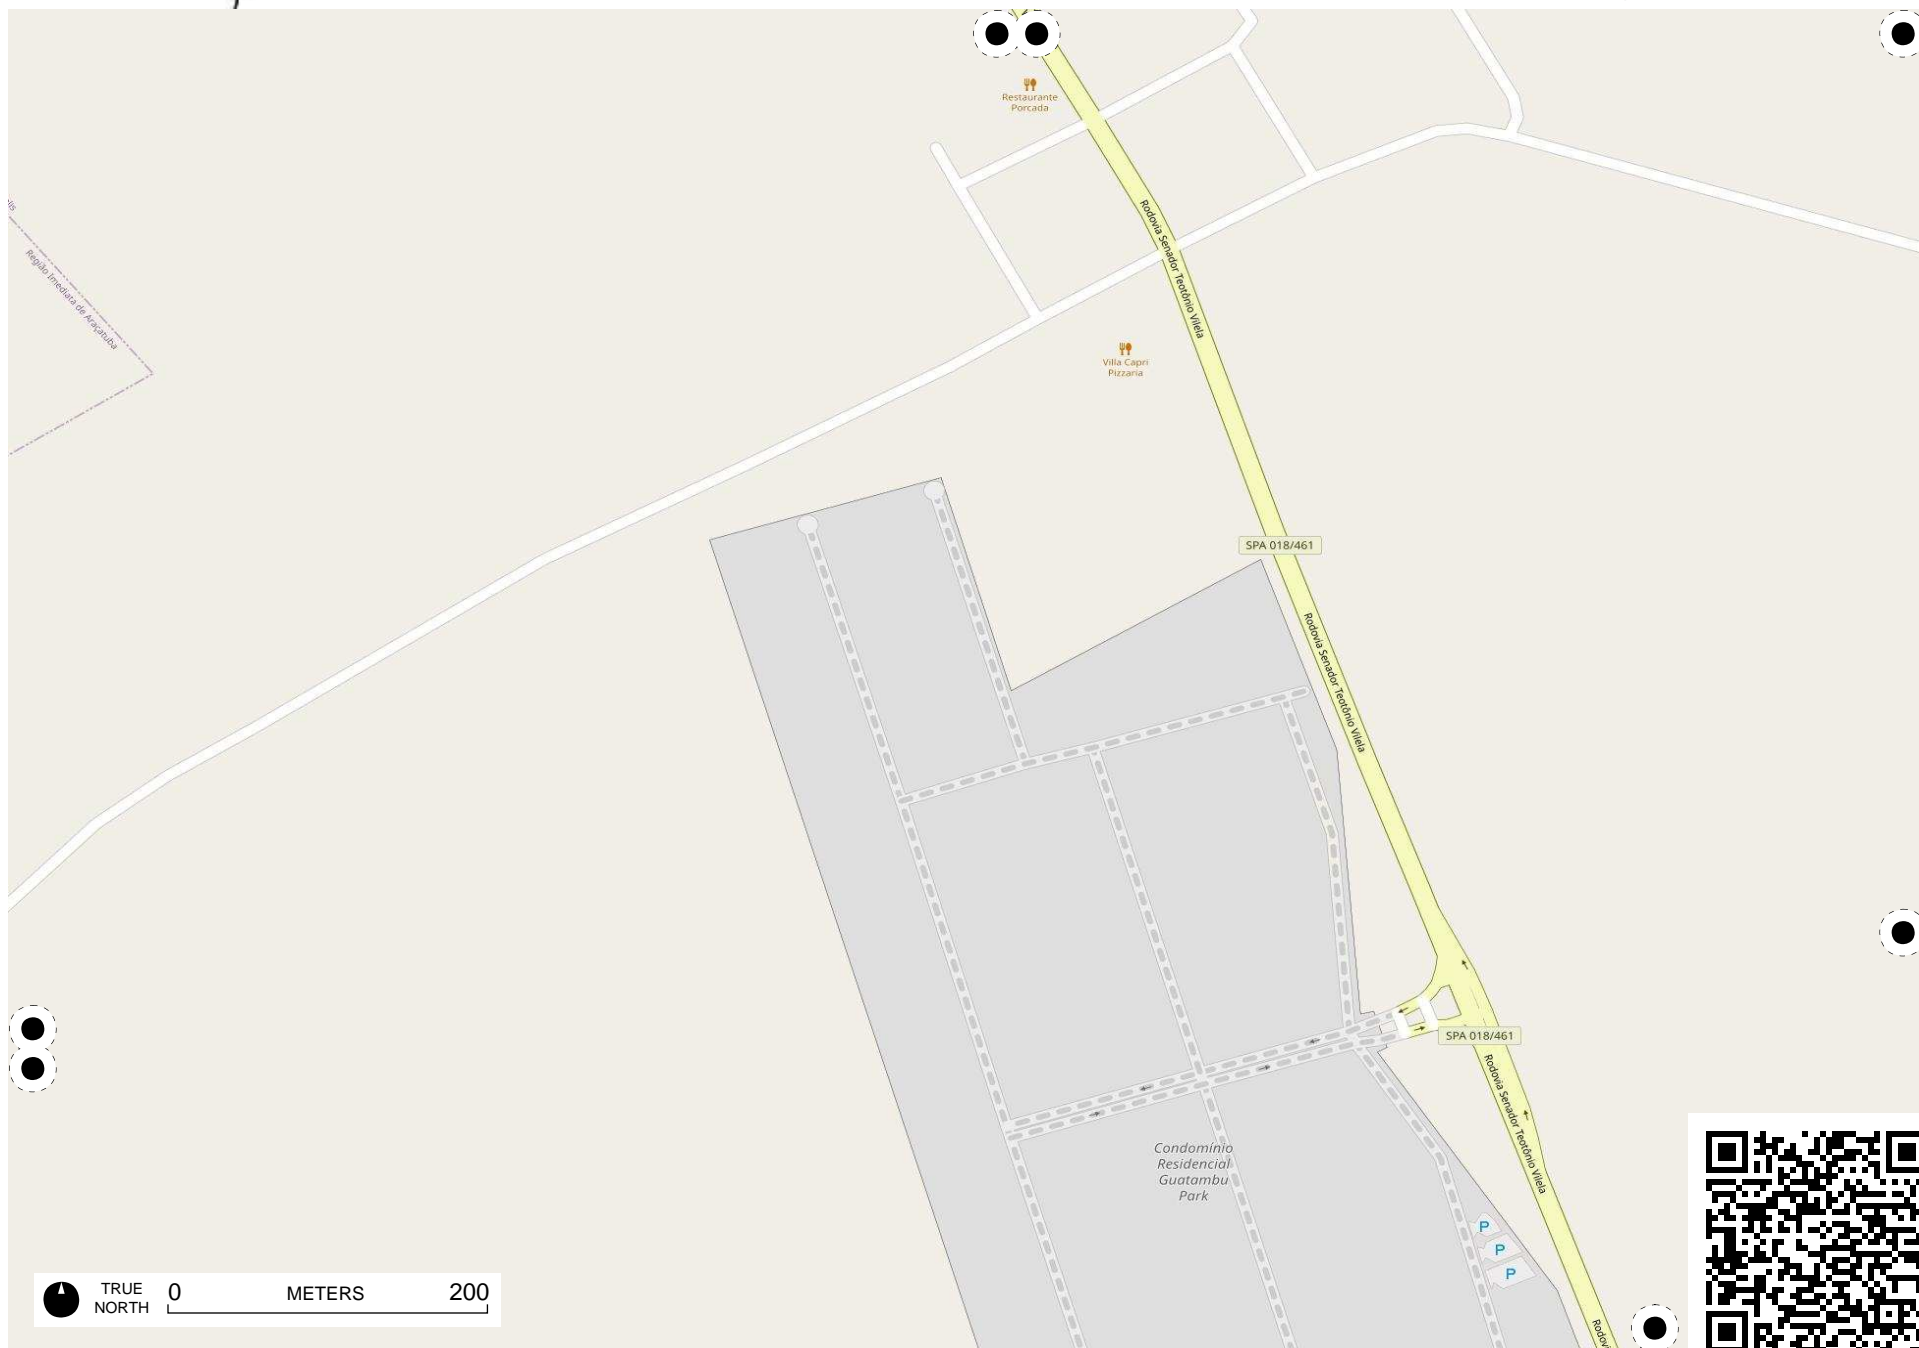 Restaurante
Porcada
Rodovia Senador Teotônio Vilela
Região Imediata de Araçatuba
Villa Capri
Pizzaria
SPA 018/461
Rodovia Senador Teotônio Vilela
SPA 018/461
Rodovia Senador Teotônio Vilela
Condomínio
Residencial
Guatambu
Park
P
P
P
TRUE
NORTH
0 METERS 200